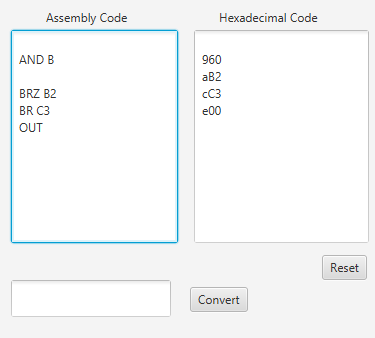 Assembly Code
Hexadecimal Code
AND B
BRZ B2
BR C3
OUT
960
aB2
cC3
e00
Reset
Convert